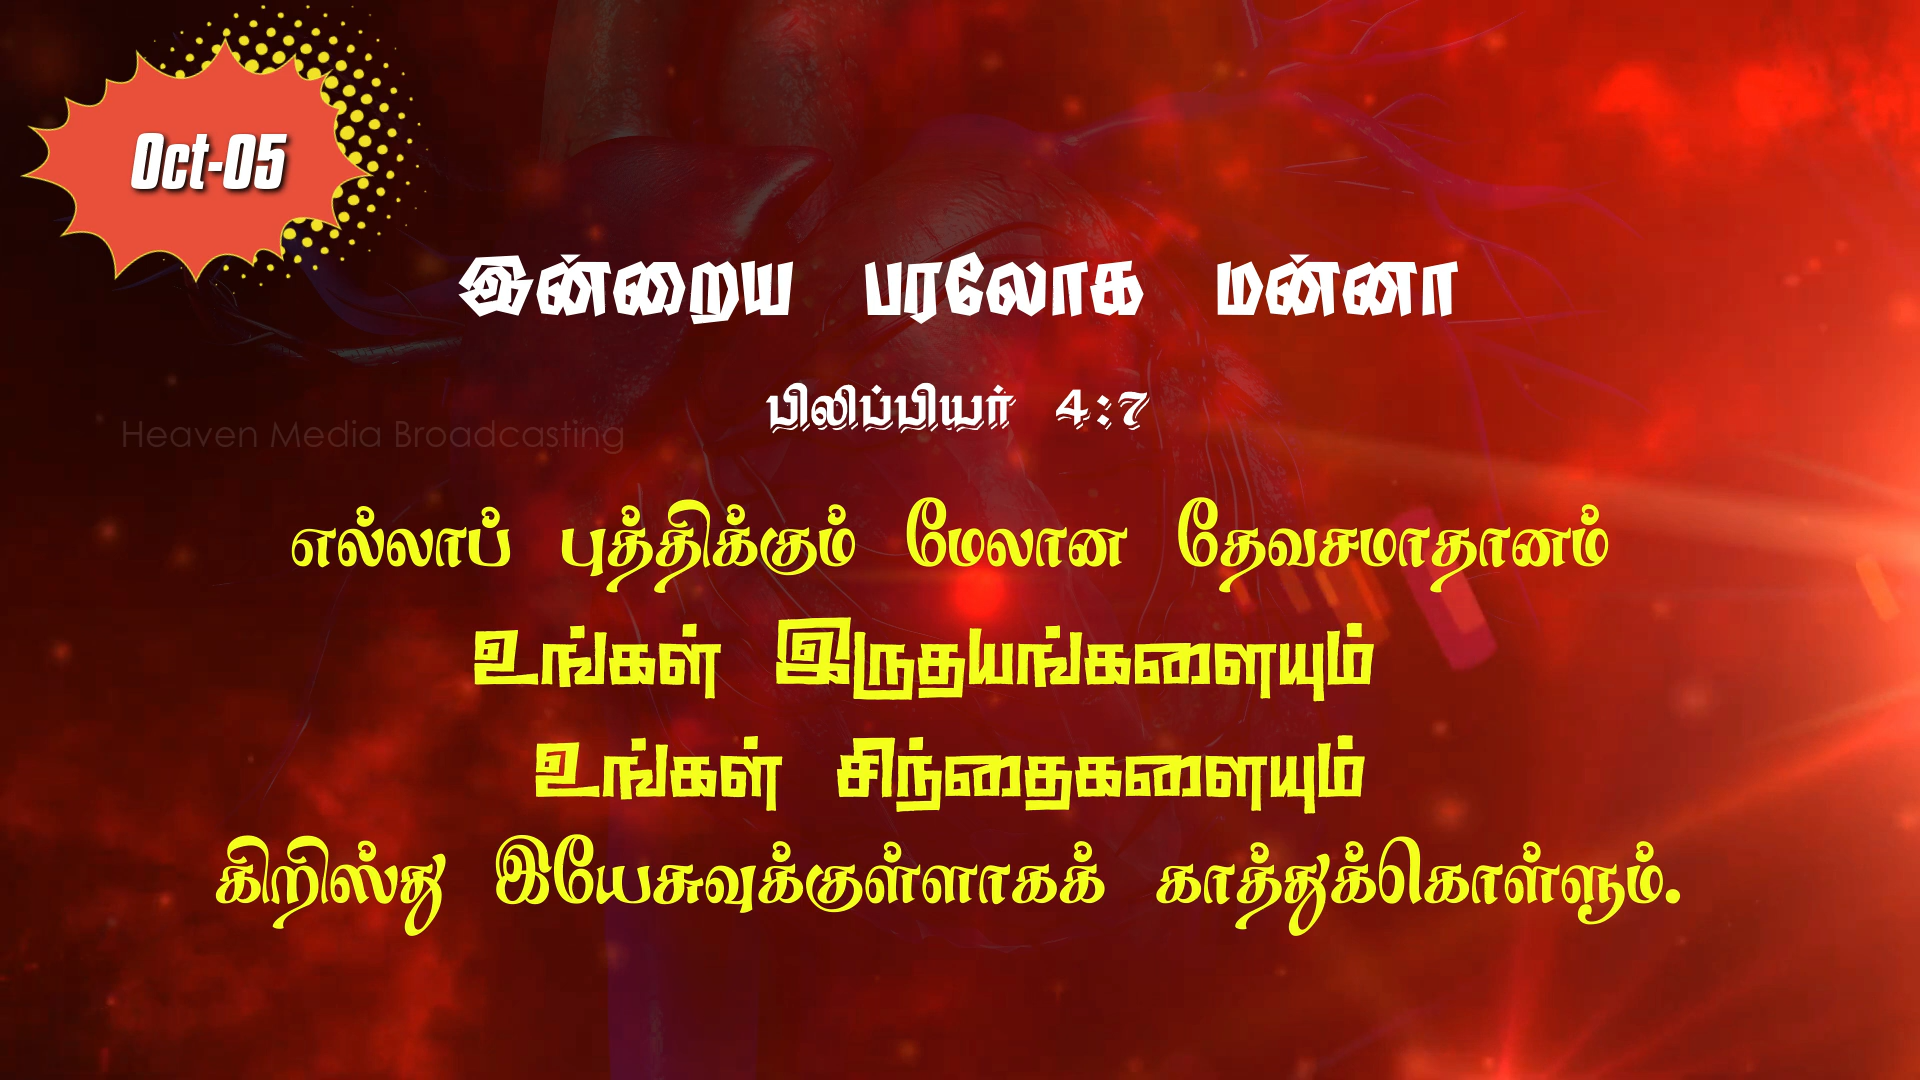 Oct-05
இன்றைய பரலோக மன்னா
பிலிப்பியர் 4:7
Heaven Media Broadcasting
எல்லாப் புத்திக்கும் மேலான தேவசமாதானம்
உங்கள் இருதயங்களையும்
உங்கள் சிந்தைகளையும்
கிறிஸ்து இயேசுவுக்குள்ளாகக் காத்துக்கொள்ளும்.